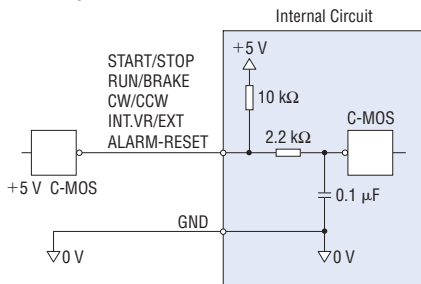 Internal Circuit
+5 V
START/STOP
RUN/BRAKE
CW/CCW
INT.VR/EXT
ALARM-RESET
10 kΩ
C-MOS
2.2 kΩ
+5 V C-MOS
0.1 μF
GND
0 V
0 V